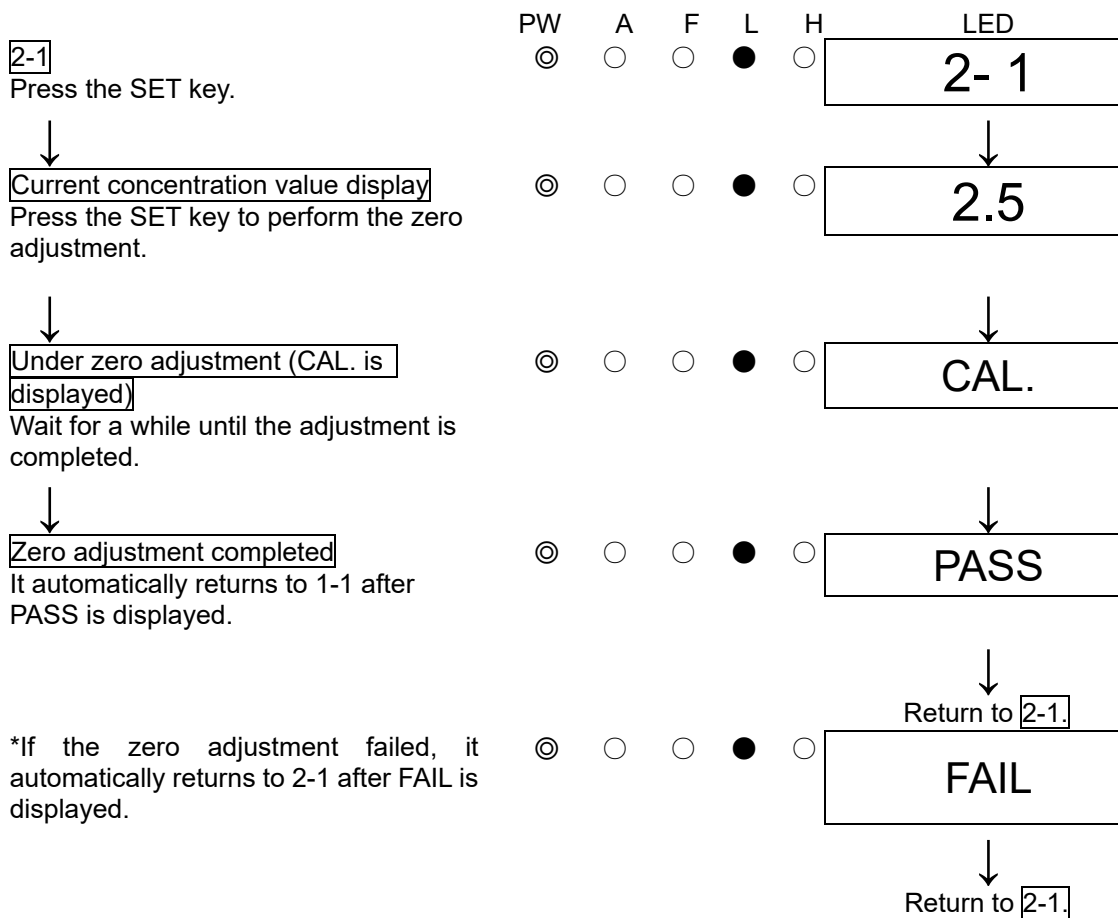 PW A F L H LED
2-1 ◎ ○ ○ ● ○ 2- 1
Press the SET key.
↓ ↓
Current concentration value display ◎ ○ ○ ● ○ 2.5
Press the SET key to perform the zero
adjustment.
↓ ↓
Under zero adjustment (CAL. is ◎ ○ ○ ● ○ CAL.
displayed)
Wait for a while until the adjustment is
completed.
↓ ↓
Zero adjustment completed ◎ ○ ○ ● ○ PASS
It automatically returns to 1-1 after
PASS is displayed.
↓
Return to 2-1.
*If the zero adjustment failed, it ◎ ○ ○ ● ○ FAIL
automatically returns to 2-1 after FAIL is
displayed.
↓
Return to 2-1.